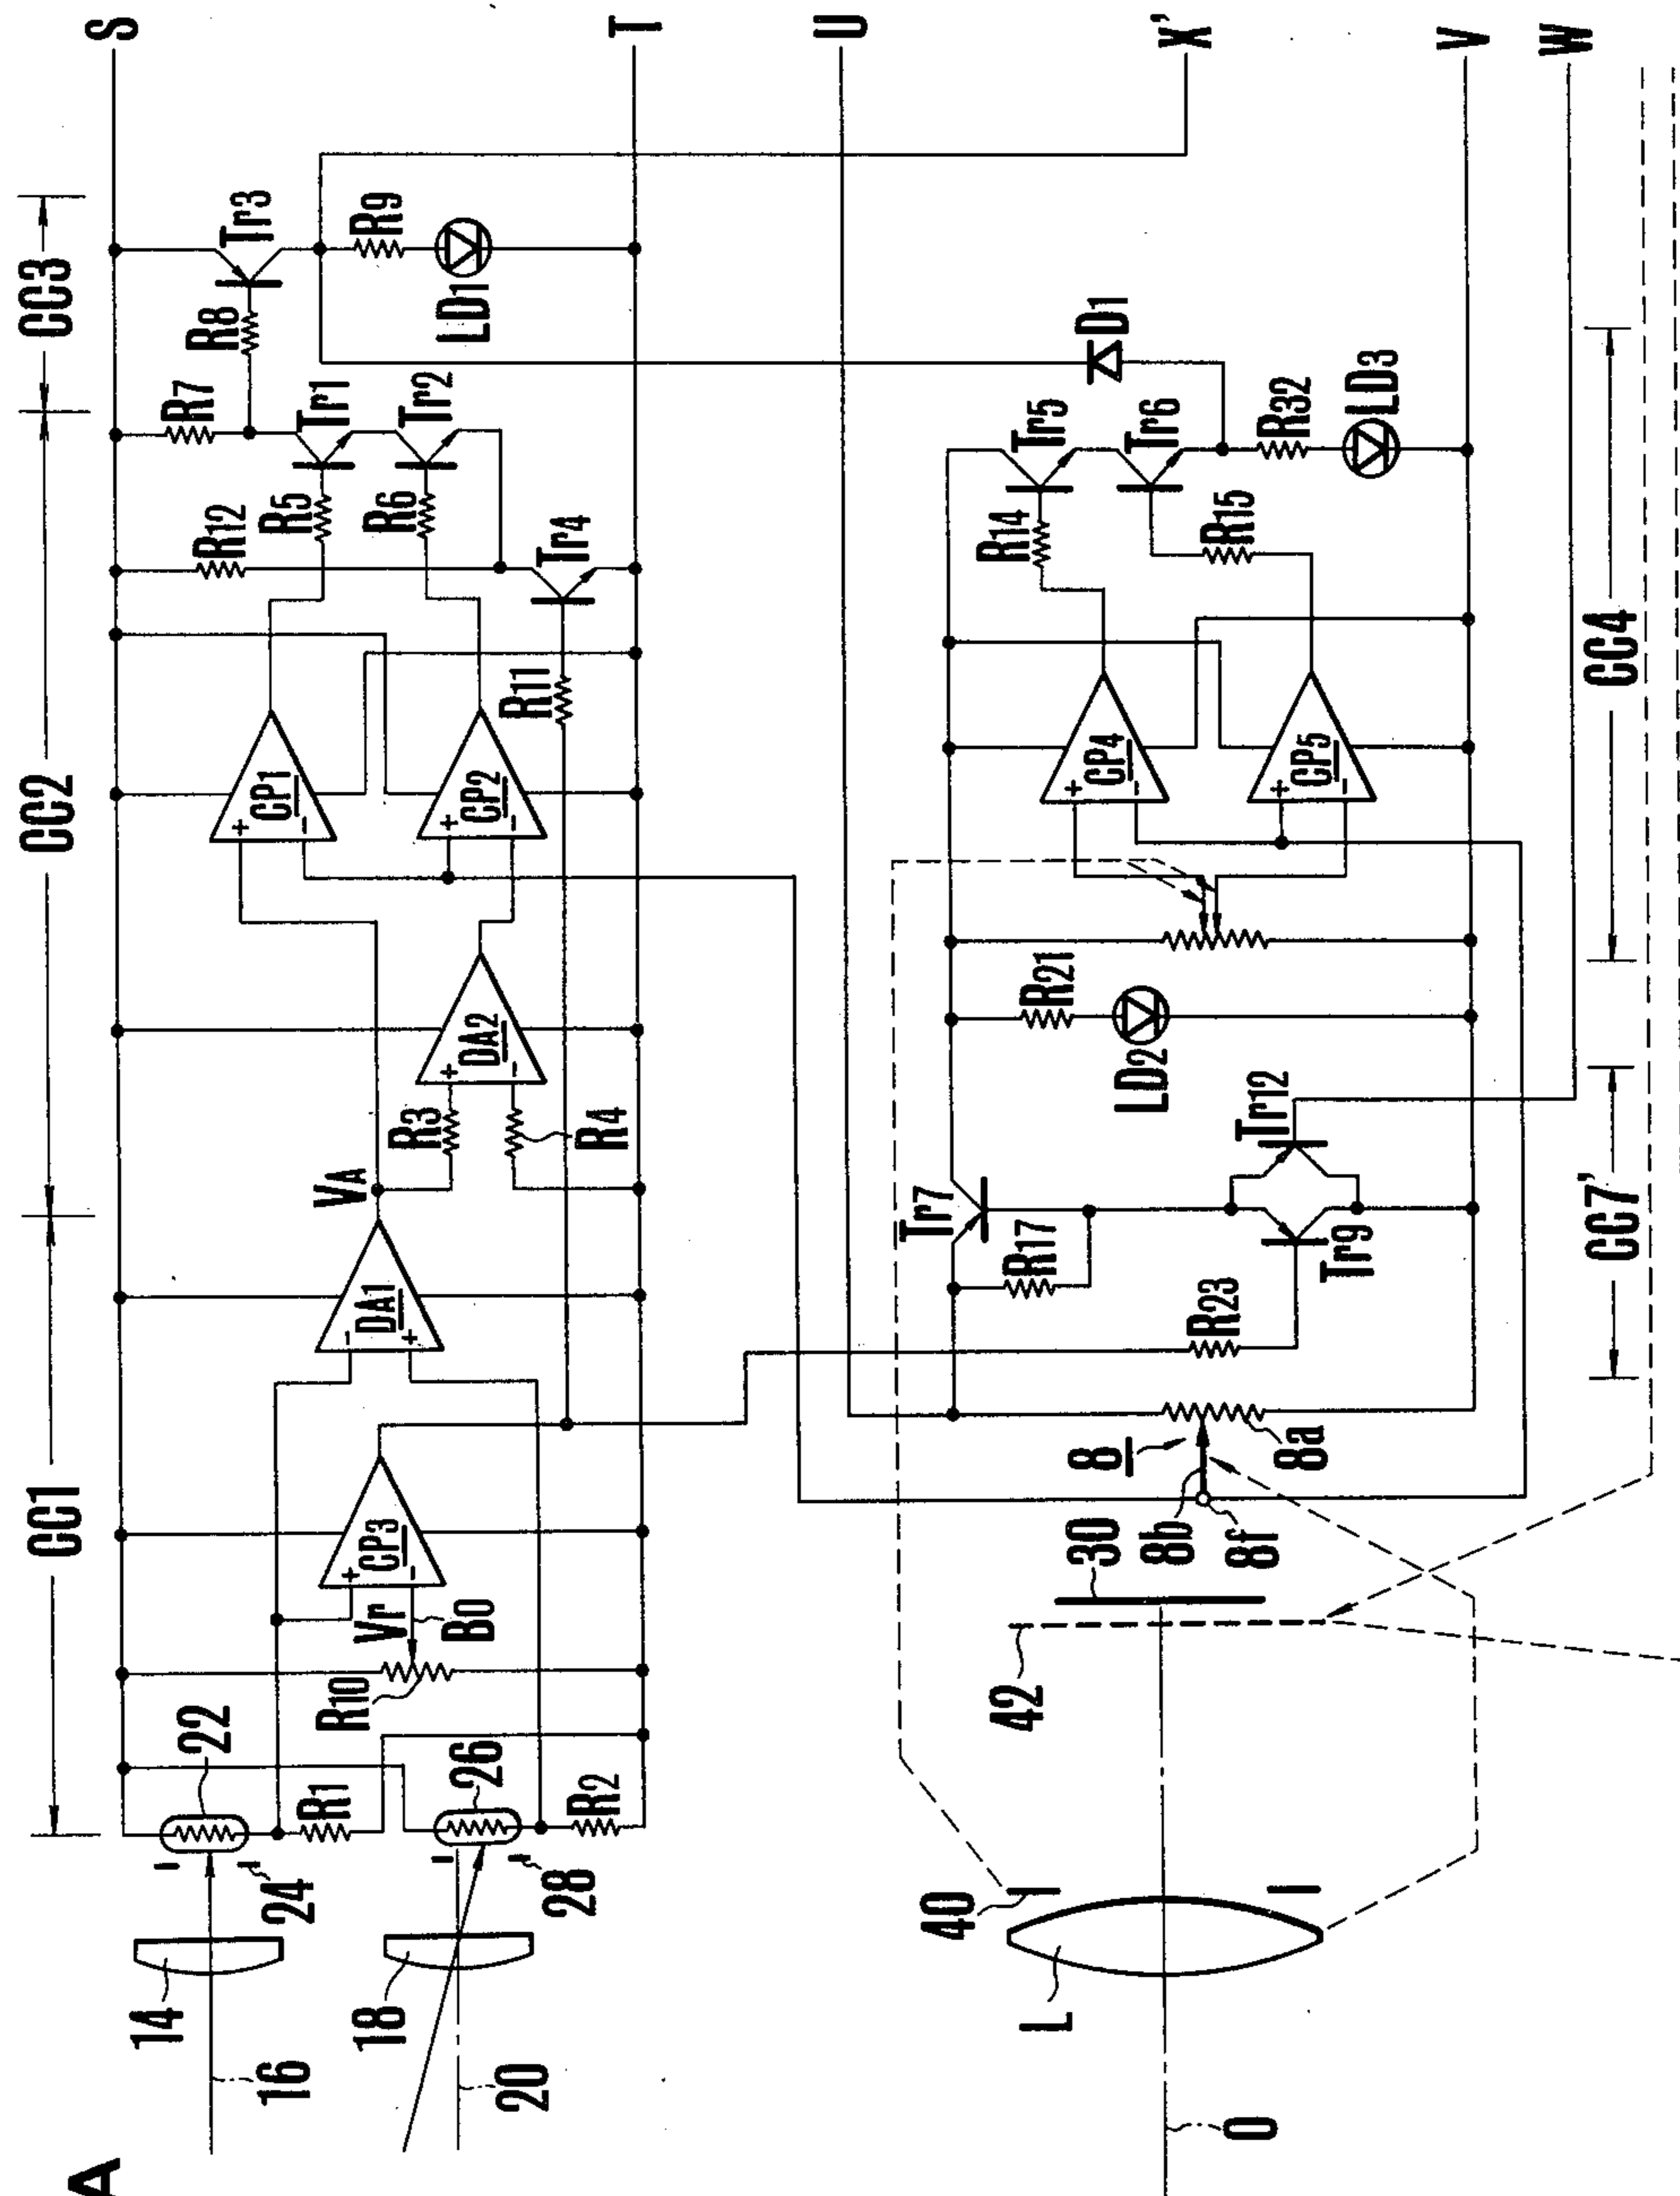 A
CC1
CC2
CC3
S
T
U
X'
V
W
14
16
18
20
22
24
26
28
R1
R2
R10
Vr
B0
CP3
+
-
DA1
-
+
VA
R3
R4
DA2
+
-
CP1
+
-
CP2
+
-
R11
R12
R5
R6
R7
Tr1
Tr2
Tr4
R8
Tr3
R9
LD1
0
L
40
42
30
8
8a
8b
8f
R23
R17
Tr7
Tr9
Tr12
CC7'
R21
LD2
CP4
+
-
CP5
+
-
R14
R15
Tr5
Tr6
D1
R32
LD3
CC4